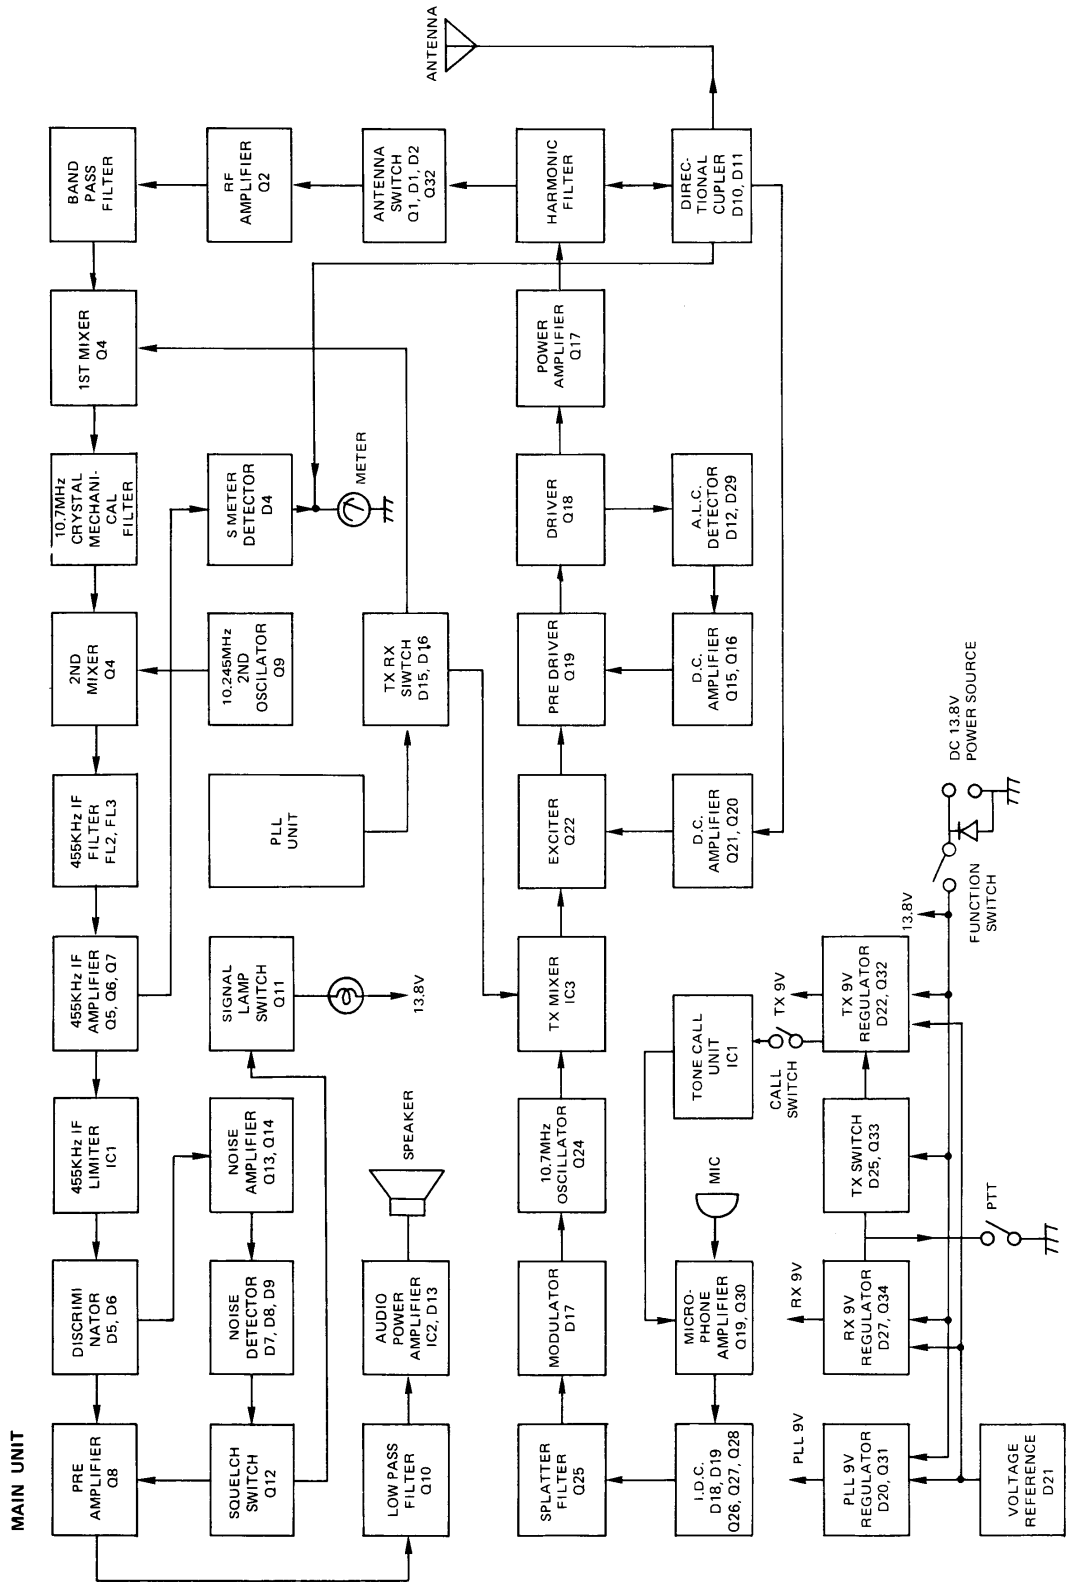 MAIN UNIT
PRE
AMPLIFIER
Q8
DISCRIMI
NATOR
D5, D6
455KHz IF
LIMITER
IC1
455KHz IF
AMPLIFIER
Q5, Q6, Q7
455KHz IF
FILTER
FL2, FL3
2ND
MIXER
Q4
10.7MHz
CRYSTAL
MECHANI-
CAL
FILTER
1ST MIXER
Q4
BAND
PASS
FILTER
SQUELCH
SWITCH
Q12
NOISE
DETECTOR
D7, D8, D9
NOISE
AMPLIFIER
Q13, Q14
SIGNAL
LAMP
SWITCH
Q11
PLL
UNIT
10.245MHz
2ND
OSCILATOR
Q9
S METER
DETECTOR
D4
RF
AMPLIFIER
Q2
13.8V
METER
LOW PASS
FILTER
Q10
AUDIO
POWER
AMPLIFIER
IC2, D13
SPEAKER
TX RX
SIWTCH
D15, D16
ANTENNA
SWITCH
Q1, D1, D2
Q32
ANTENNA
SPLATTER
FILTER
Q25
MODULATOR
D17
10.7MHz
OSCILLATOR
Q24
TX MIXER
IC3
EXCITER
Q22
PRE DRIVER
Q19
DRIVER
Q18
POWER
AMPLIFIER
Q17
HARMONIC
FILTER
I.D.C.
D18, D19
Q26, Q27, Q28
MICRO-
PHONE
AMPLIFIER
Q19, Q30
MIC
TONE CALL
UNIT
IC1
D.C.
AMPLIFIER
Q21, Q20
D.C.
AMPLIFIER
Q15, Q16
A.L.C.
DETECTOR
D12, D29
DIREC-
TIONAL
CUPLER
D10, D11
CALL
SWITCH
TX 9V
PLL 9V
RX 9V
PLL 9V
REGULATOR
D20, Q31
RX 9V
REGULATOR
D27, Q34
TX SWITCH
D25, Q33
TX 9V
REGULATOR
D22, Q32
13.8V
FUNCTION
SWITCH
DC 13.8V
POWER SOURCE
PTT
VOLTAGE
REFERENCE
D21